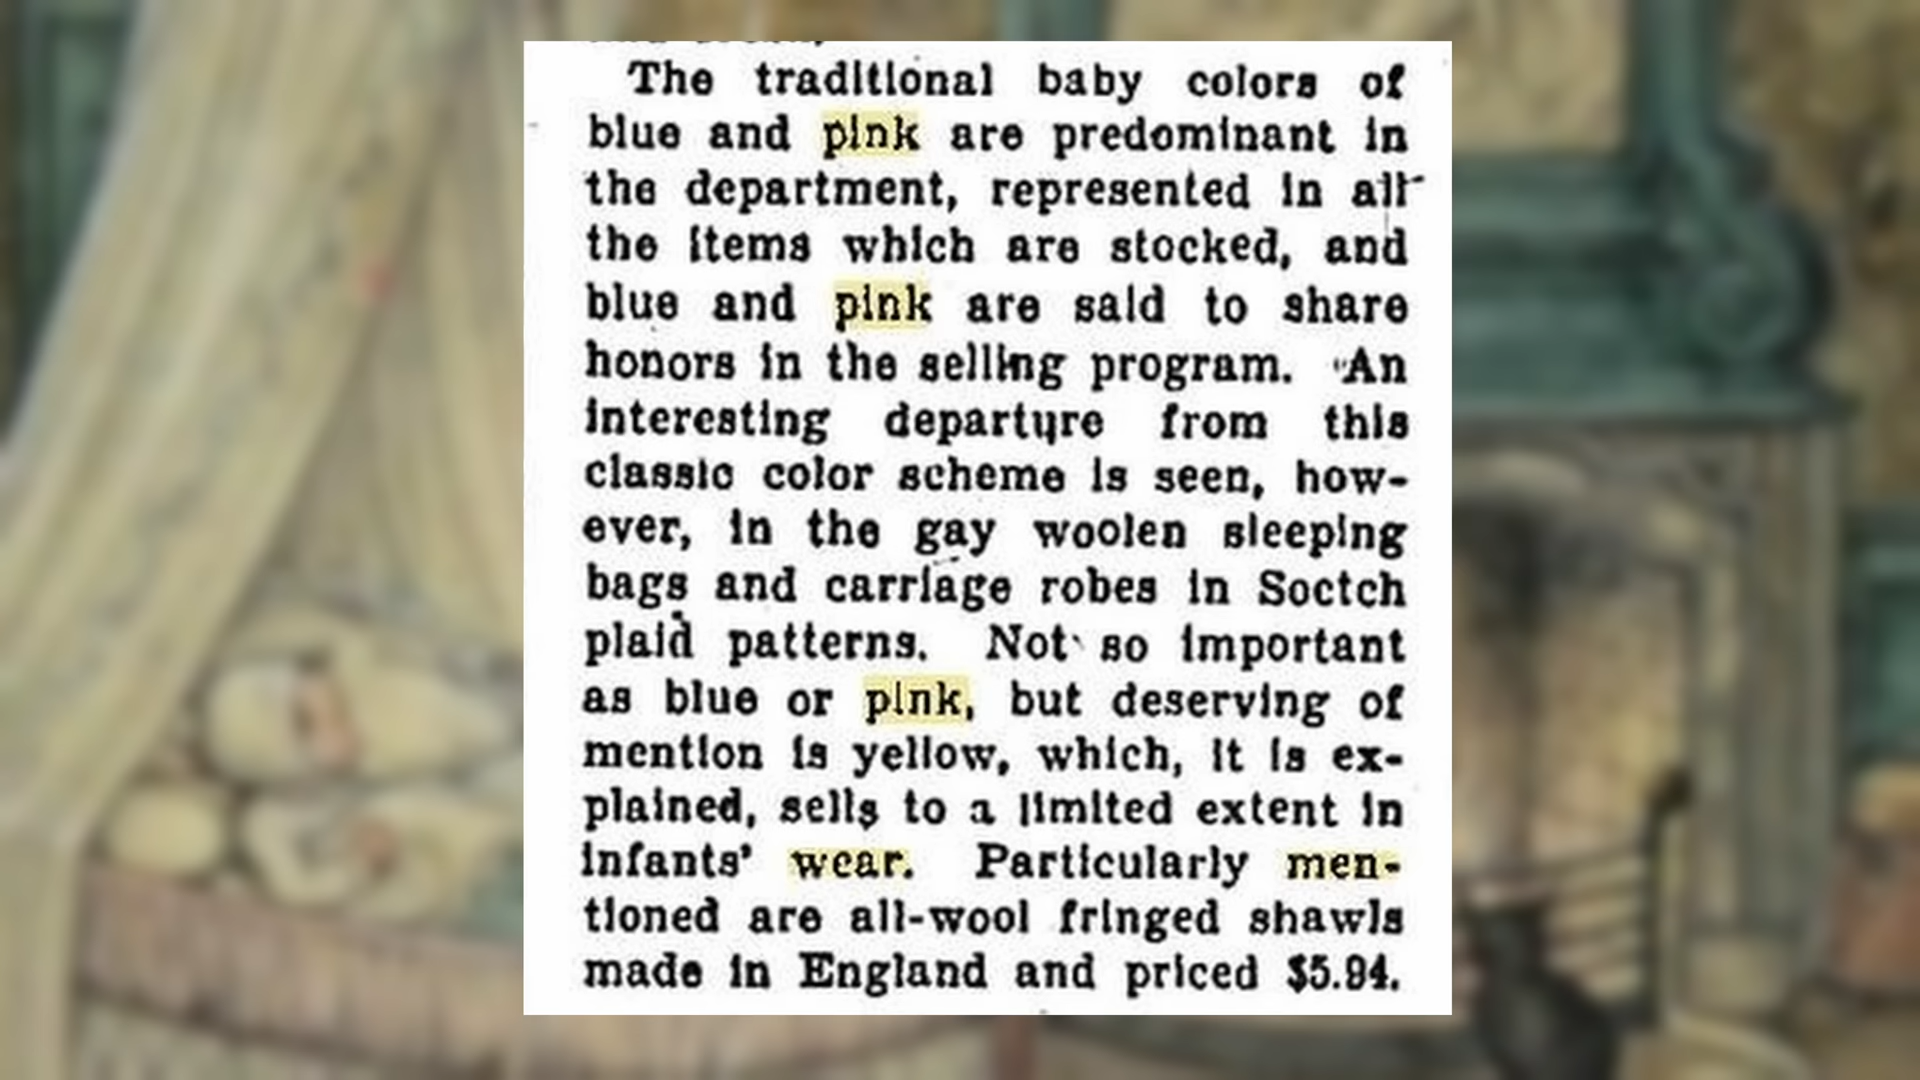 The traditional baby colors of
blue and pink are predominant in
the department, represented in all
the items which are stocked, and
blue and pink are said to share
honors in the selling program. An
interesting departure from this
classic color scheme is seen, how-
ever, in the gay woolen sleeping
bags and carriage robes in Soctch
plaid patterns. Not so important
as blue or pink, but deserving of
mention is yellow, which, it is ex-
plained, sells to a limited extent in
infants' wear. Particularly men-
tioned are all-wool fringed shawls
made in England and priced $5.94.